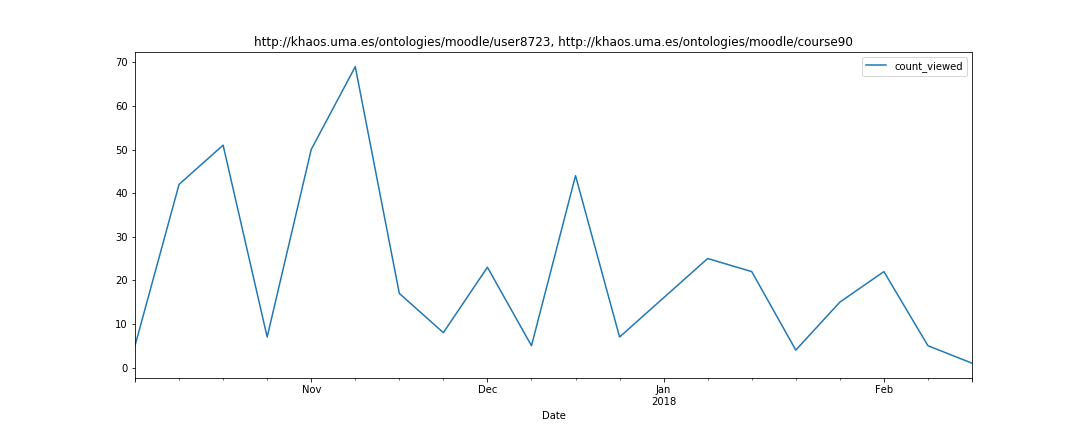 http://khaos.uma.es/ontologies/moodle/user8723, http://khaos.uma.es/ontologies/moodle/course90
count_viewed
70
60
50
40
30
20
10
0
Nov
Dec
Jan
2018
Feb
Date